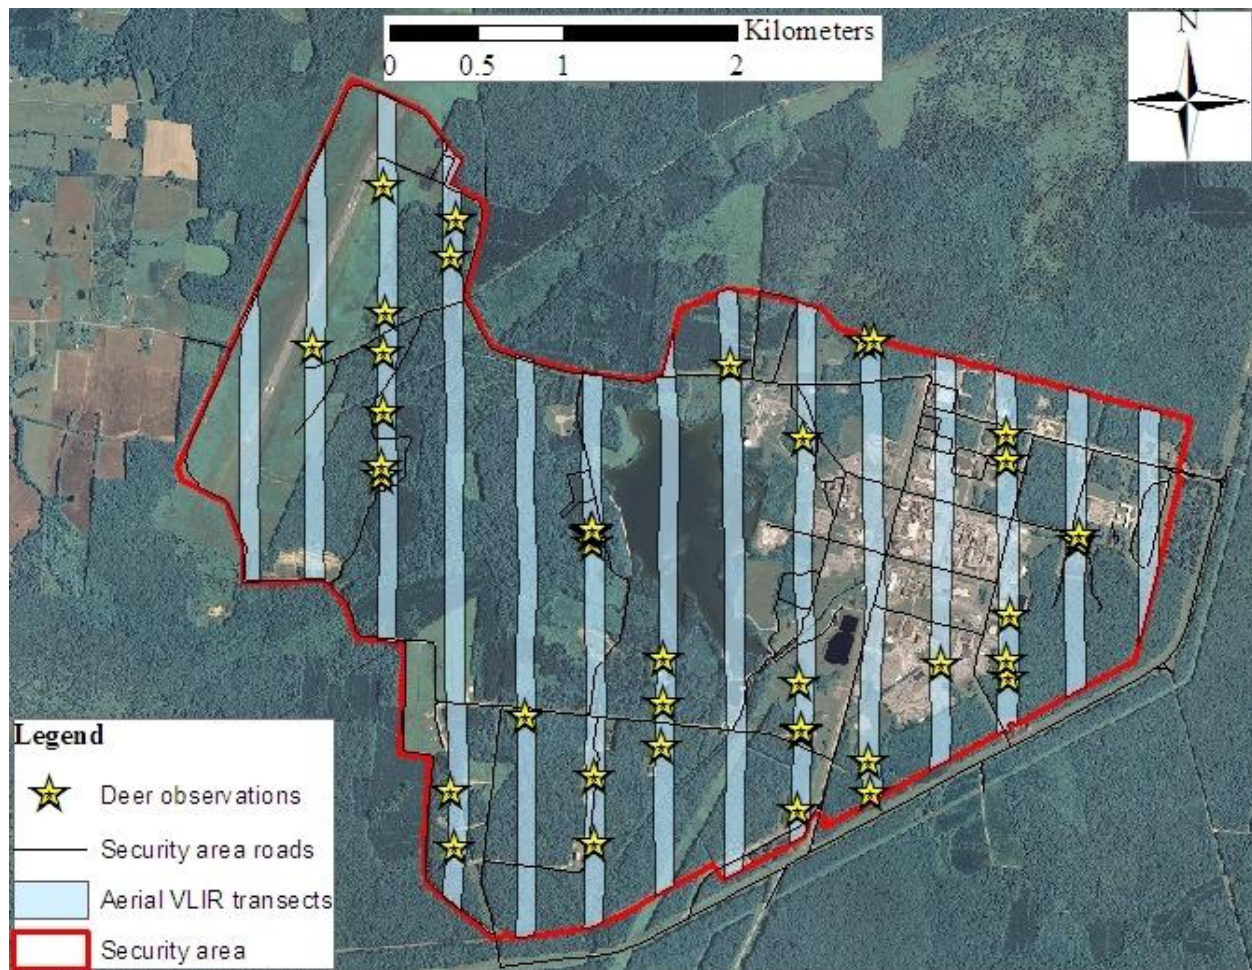 Kilometers
0 0.5 1 2
N
Legend
Deer observations
Security area roads
Aerial VLIR transects
Security area